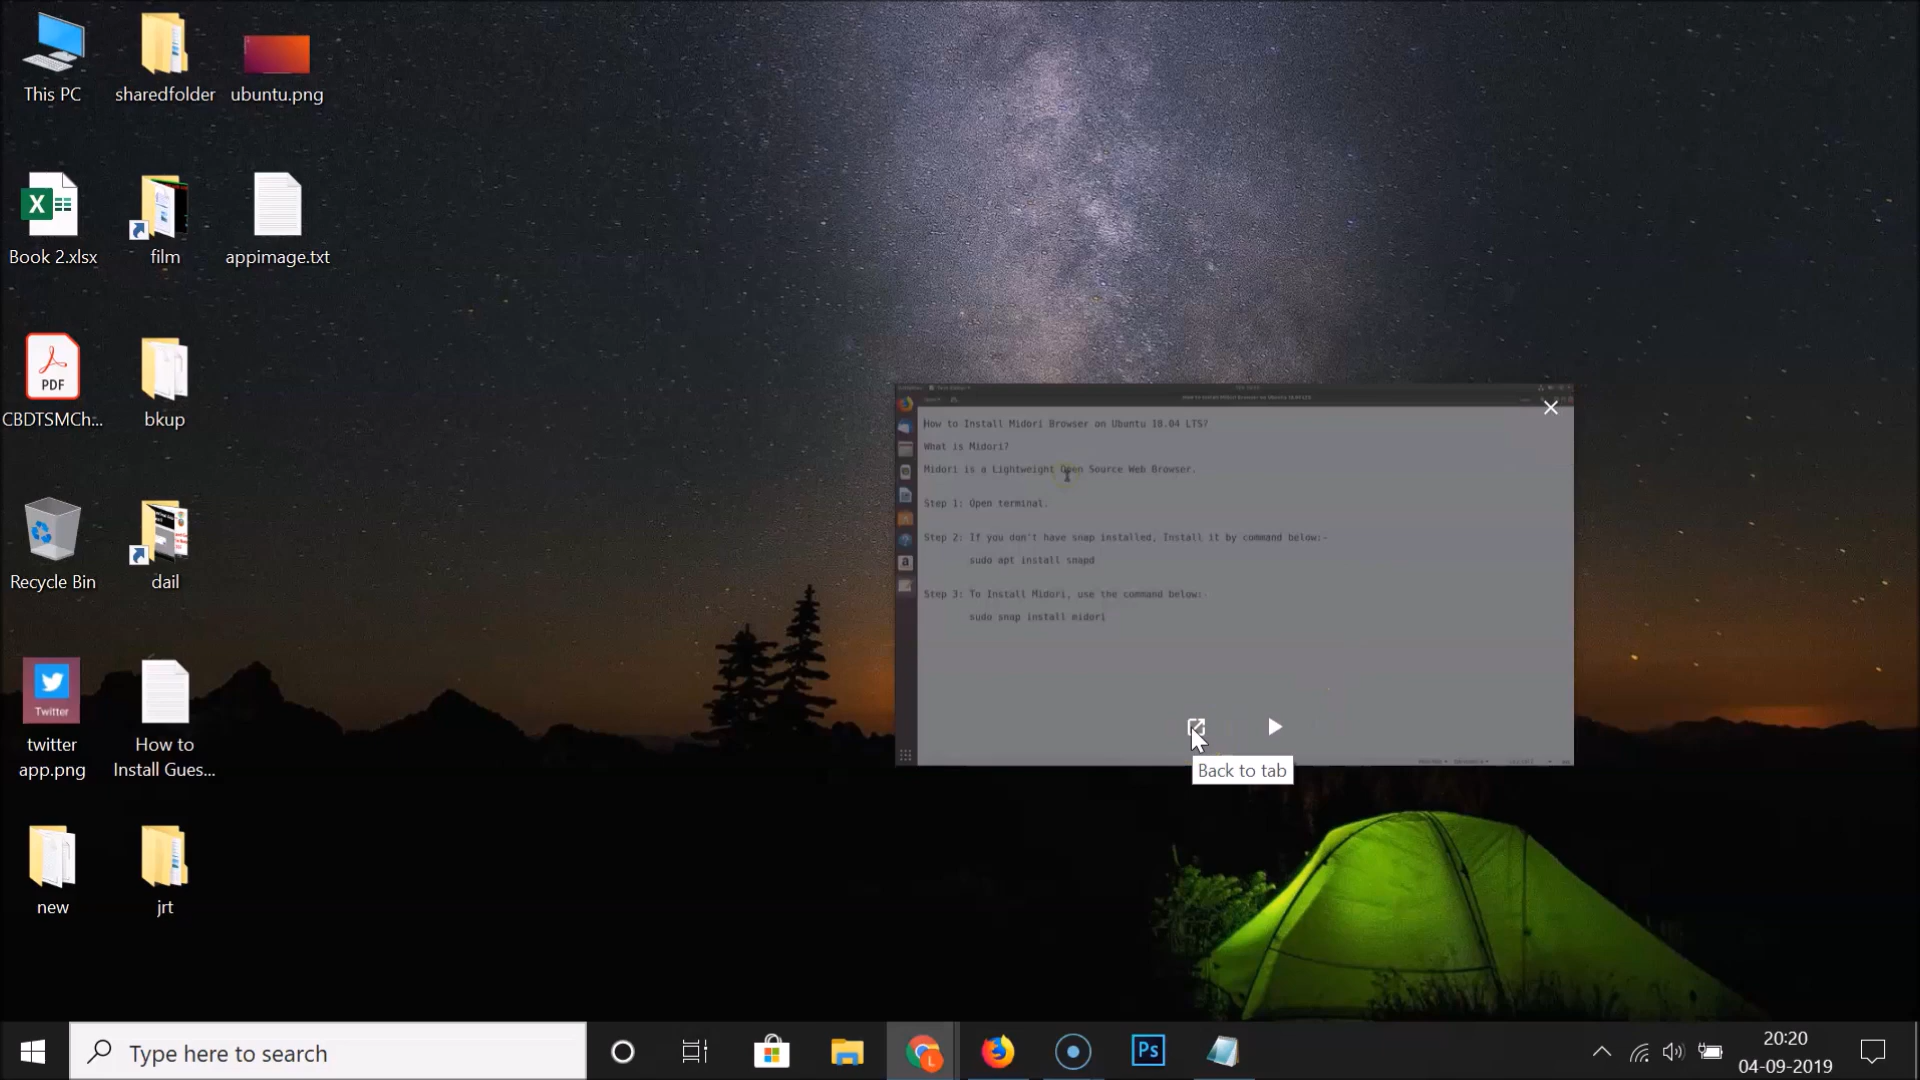 This PC
sharedfolder
ubuntu.png
Book 2.xlsx
film
appimage.txt
PDF
CBDTSMCh...
bkup
Recycle Bin
dail
Twitter
twitter
app.png
How to
Install Gues...
new
jrt
How to Install Midori Browser on Ubuntu 18.04 LTS?
What is Midori?
Midori is a Lightweight Open Source Web Browser.
Step 1: Open terminal.
Step 2: If you don't have snap installed, Install it by command below:-
sudo apt install snapd
Step 3: To Install Midori, use the command below:-
sudo snap install midori
Back to tab
Type here to search
L
Ps
20:20
04-09-2019